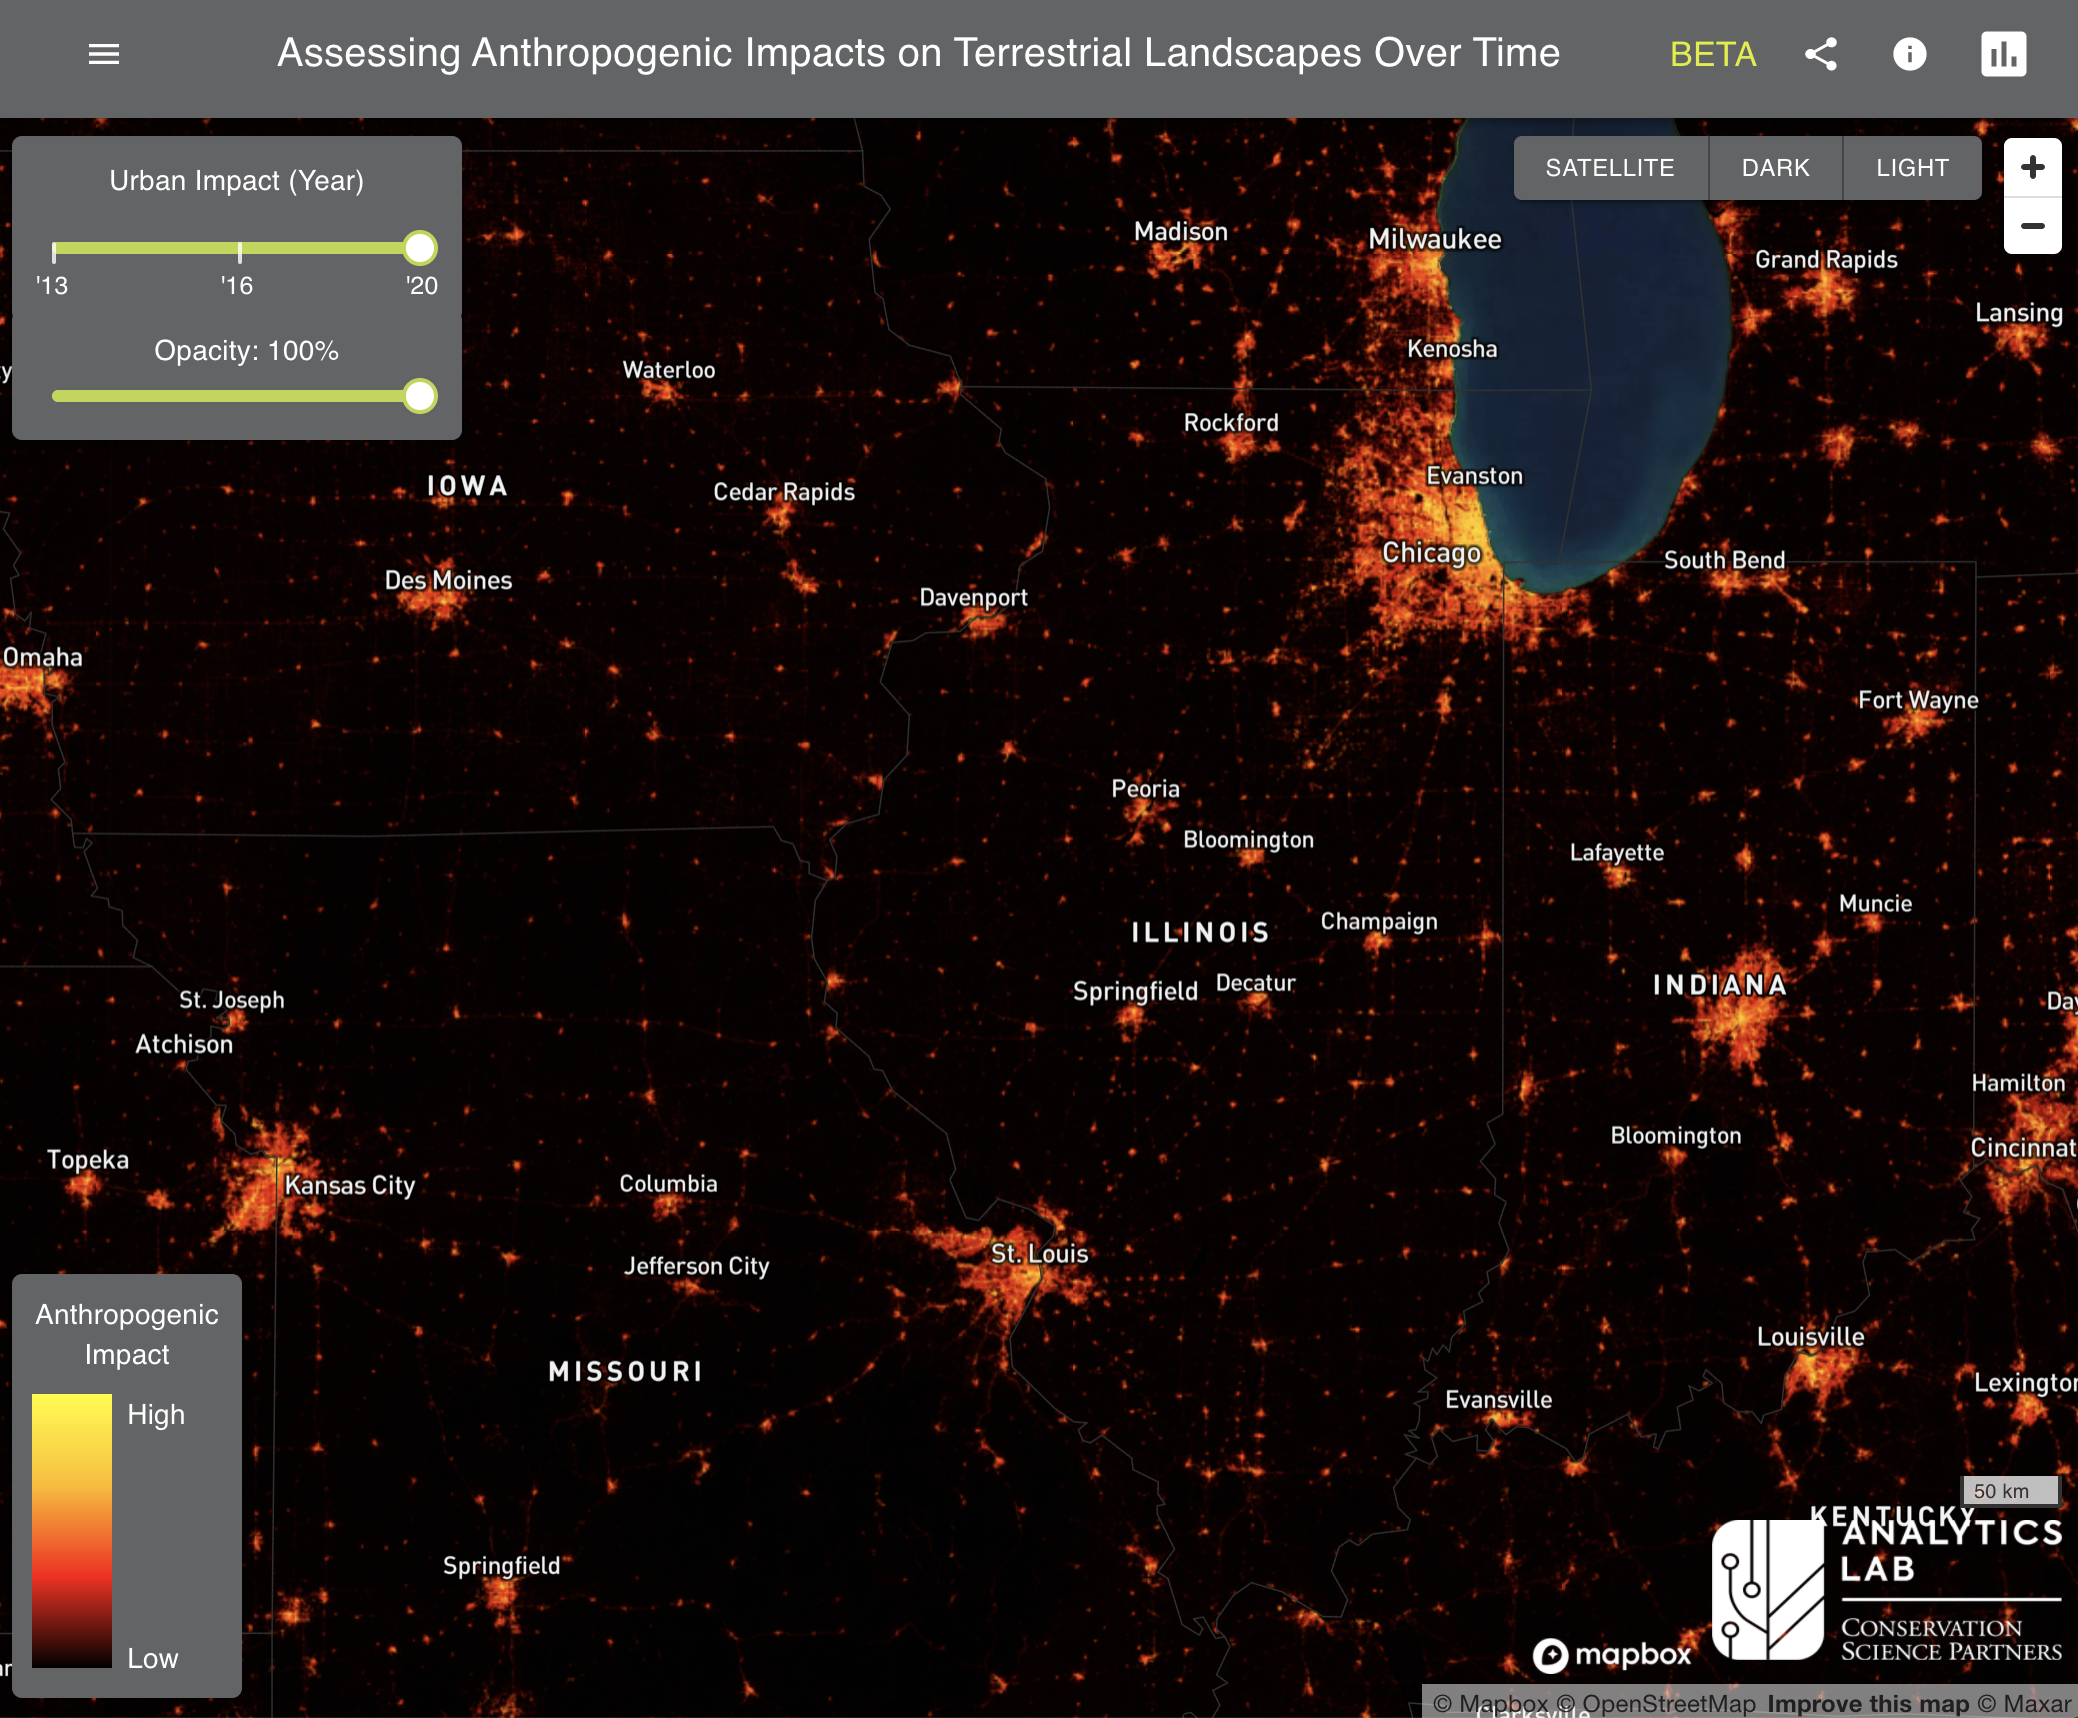 Assessing Anthropogenic Impacts on Terrestrial Landscapes Over Time
BETA
Urban Impact (Year)
'13 '16 '20
Opacity: 100%
SATELLITE DARK LIGHT
+
−
Madison
Milwaukee
Grand Rapids
Lansing
Kenosha
Waterloo
Rockford
Evanston
IOWA
Cedar Rapids
Chicago
South Bend
Des Moines
Davenport
Omaha
Fort Wayne
Peoria
Bloomington
Lafayette
Muncie
Champaign
ILLINOIS
INDIANA
Springfield
Decatur
St. Joseph
Atchison
Day
Hamilton
Bloomington
Cincinnat
Topeka
Kansas City
Columbia
St. Louis
Jefferson City
Louisville
MISSOURI
Lexington
Evansville
Springfield
KENTUCKY
Clarksville
Anthropogenic
Impact
High
Low
50 km
ANALYTICS
LAB
CONSERVATION
SCIENCE PARTNERS
mapbox
© Mapbox © OpenStreetMap Improve this map © Maxar